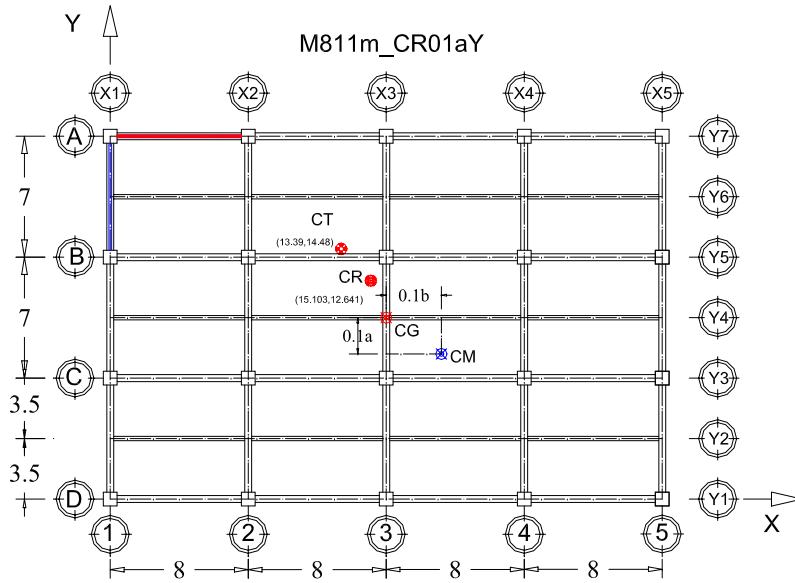 M811m_CR01aY
Y
X1 X2 X3 X4 X5
A Y7
7
Y6
CT
(13.39,14.48)
B Y5
CR
(15.103,12.641)
0.1b
7
0.1a
CG
Y4
CM
C Y3
3.5
Y2
3.5
D Y1
X
1 2 3 4 5
8 8 8 8